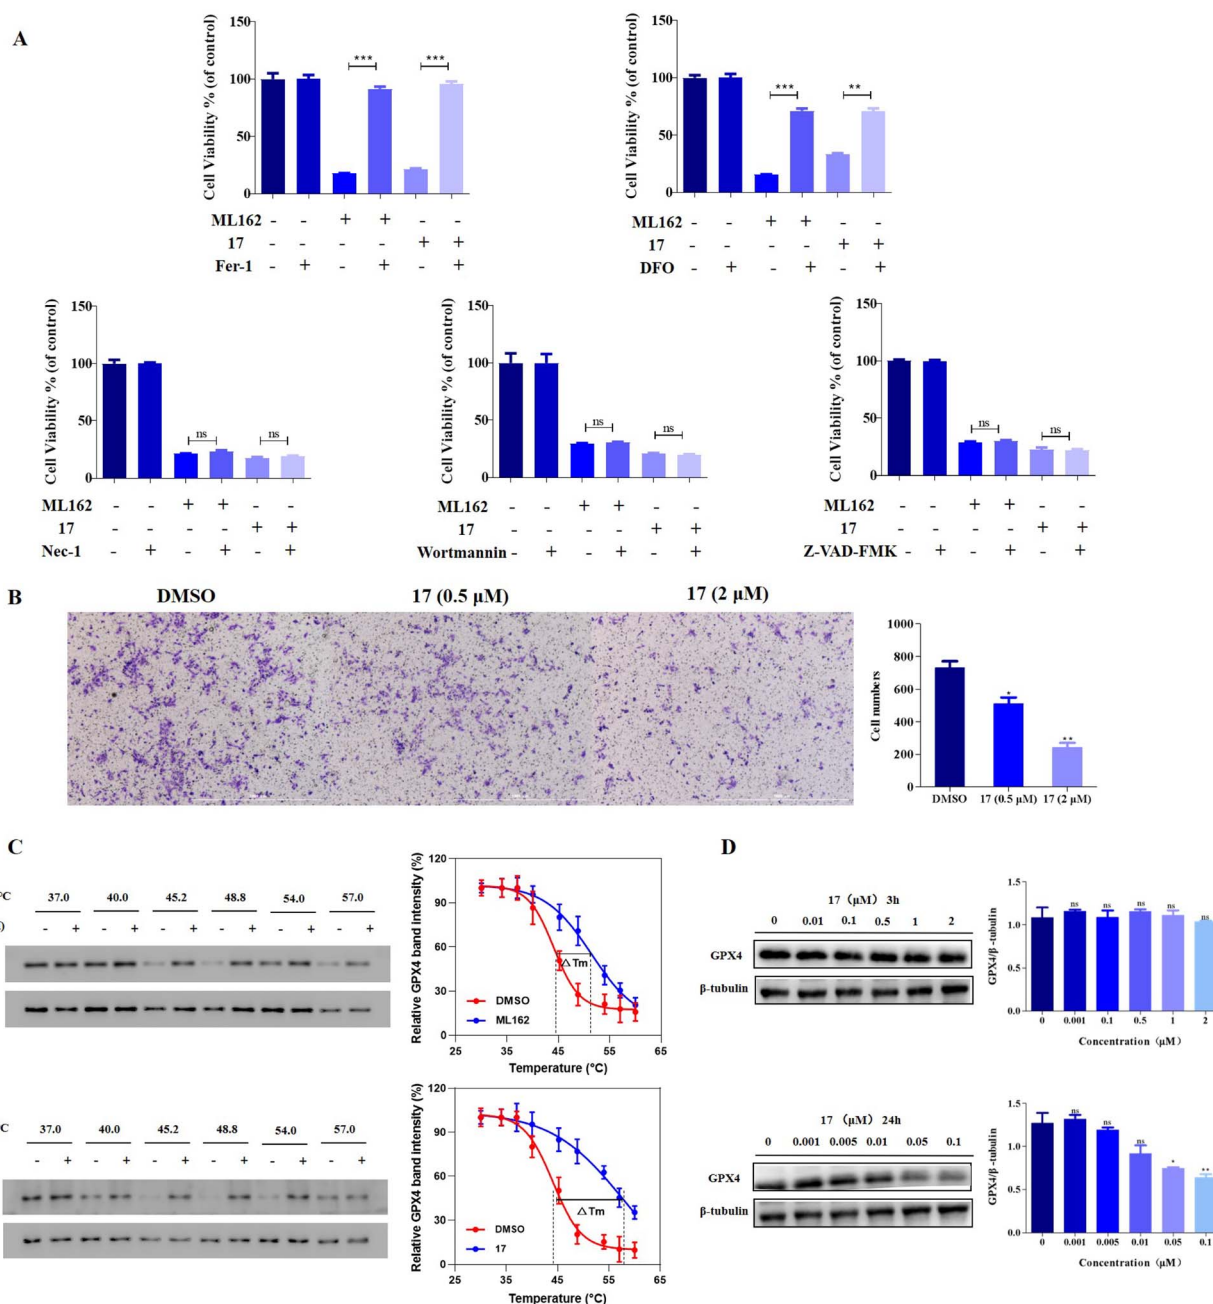 A
150
100
50
0
Cell Viability % (of control)
*** ***
ML162 - - + + - -
17 - - - - + +
Fer-1 - + - + - +
150
100
50
0
Cell Viability % (of control)
*** **
ML162 - - + + - -
17 - - - - + +
DFO - + - + - +
150
100
50
0
Cell Viability % (of control)
ns ns
ML162 - - + + - -
17 - - - - + +
Nec-1 - + - + - +
150
100
50
0
Cell Viability % (of control)
ns ns
ML162 - - + + - -
17 - - - - + +
Wortmannin - + - + - +
150
100
50
0
Cell Viability % (of control)
ns ns
ML162 - - + + - -
17 - - - - + +
Z-VAD-FMK - + - + - +
B
DMSO 17 (0.5 μM) 17 (2 μM)
1000
800
600
400
200
0
Cell numbers
* **
DMSO 17 (0.5 μM) 17 (2 μM)
C
°C 37.0 40.0 45.2 48.8 54.0 57.0
- + - + - + - + - + - +
120
90
60
30
0
Relative GPX4 band Intensity (%)
△ Tm
DMSO
ML162
25 35 45 55 65
Temperature (°C)
C 37.0 40.0 45.2 48.8 54.0 57.0
- + - + - + - + - + - +
120
90
60
30
0
Relative GPX4 band intensity (%)
△ Tm
DMSO
17
25 35 45 55 65
Temperature (°C)
D
17 (μM) 3h
0 0.01 0.1 0.5 1 2
GPX4
β-tubulin
1.5
1.0
0.5
0.0
GPX4/β-tubulin
ns ns ns ns ns
0 0.001 0.1 0.5 1 2
Concentration (μM)
17 (μM) 24h
0 0.001 0.005 0.01 0.05 0.1
GPX4
β-tubulin
1.5
1.0
0.5
0.0
GPX4/β-tubulin
ns ns ns * **
0 0.001 0.005 0.01 0.05 0.1
Concentration (μM)